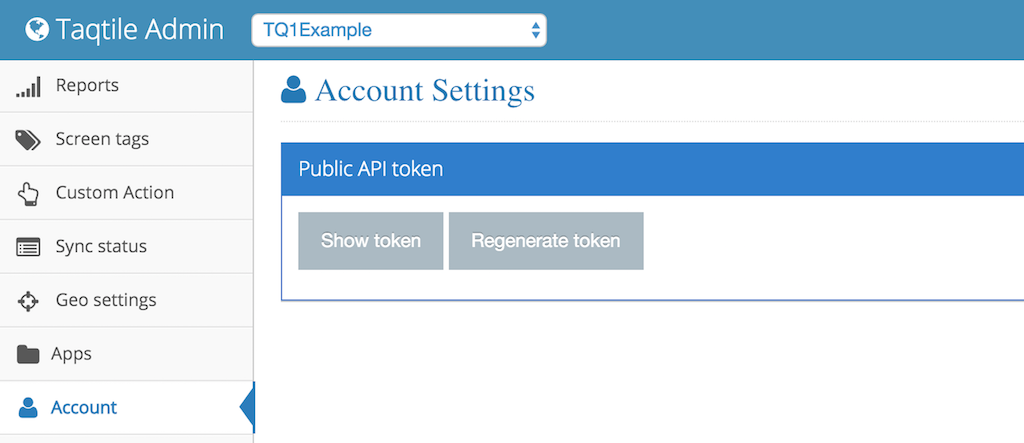 Taqtile Admin
TQ1Example
Reports
Screen tags
Custom Action
Sync status
Geo settings
Apps
Account
Account Settings
Public API token
Show token
Regenerate token